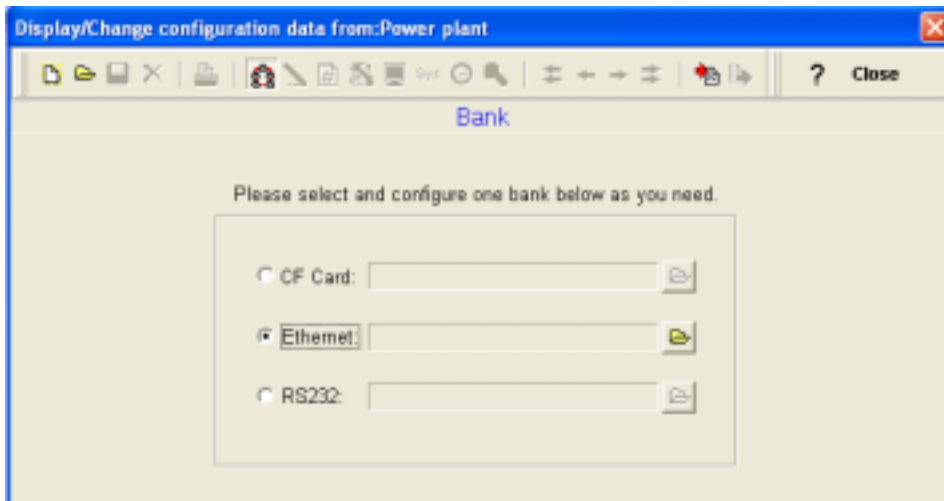 Display/Change configuration data from:Power plant
Sys ? Close
Bank
Please select and configure one bank below as you need.
CF Card:
Ethernet:
RS232: